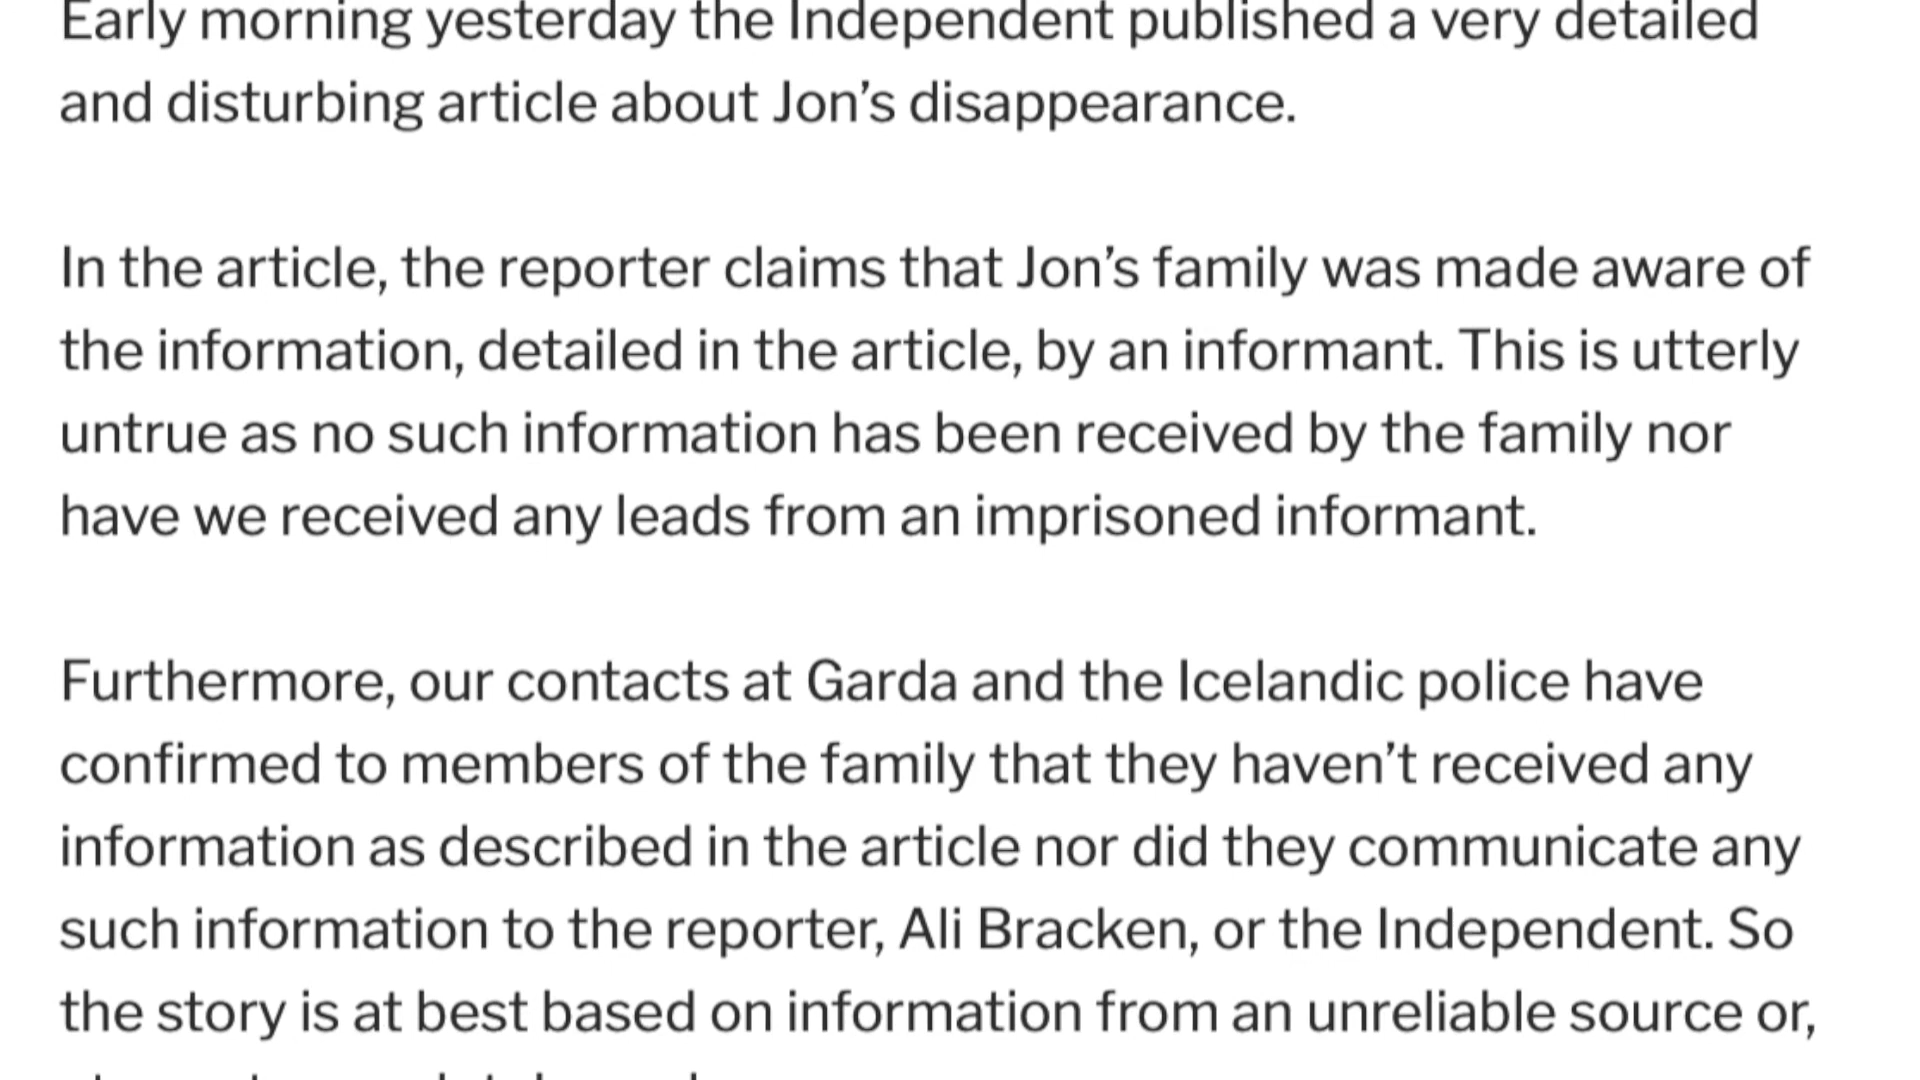 Early morning yesterday the Independent published a very detailed
and disturbing article about Jon’s disappearance.
In the article, the reporter claims that Jon’s family was made aware of
the information, detailed in the article, by an informant. This is utterly
untrue as no such information has been received by the family nor
have we received any leads from an imprisoned informant.
Furthermore, our contacts at Garda and the Icelandic police have
confirmed to members of the family that they haven’t received any
information as described in the article nor did they communicate any
such information to the reporter, Ali Bracken, or the Independent. So
the story is at best based on information from an unreliable source or,